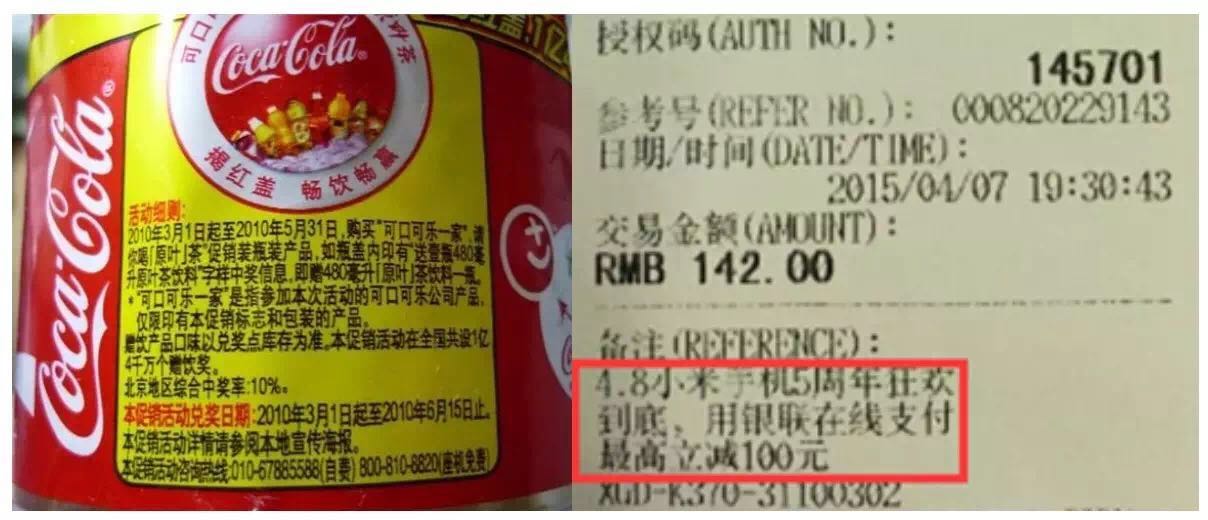 Coca-Cola
Coca-Cola
揭红盖 畅饮畅赢
活动细则:
2010年3月1日起至2010年5月31日,购买"可口可乐一家",请
你喝[原叶]茶"促销装瓶装产品,如瓶盖内印有"送壹瓶480毫
升原叶茶饮料"字样中奖信息,即赠480毫升[原叶]茶饮料一瓶。
*"可口可乐一家"是指参加本次活动的可口可乐公司产品,
仅限印有本促销标志和包装的产品。
赠饮产品口味以兑奖点库存为准。本促销活动在全国共设1亿
4千万个赠饮奖。
北京地区综合中奖率:10%。
本促销活动兑奖日期:2010年3月1日起至2010年6月15日止。
本促销活动详情请参阅本地宣传海报。
本促销活动咨询热线:010-67885588(自费) 800-810-8820(座机免费)
授权码(AUTH NO.):
145701
参考号(REFER NO.): 000820229143
日期/时间(DATE/TIME):
2015/04/07 19:30:43
交易金额(AMOUNT):
RMB 142.00
备注(REFERENCE):
4.8小米手机5周年狂欢
到底,用银联在线支付
最高立减100元
XGD-K370-31100302